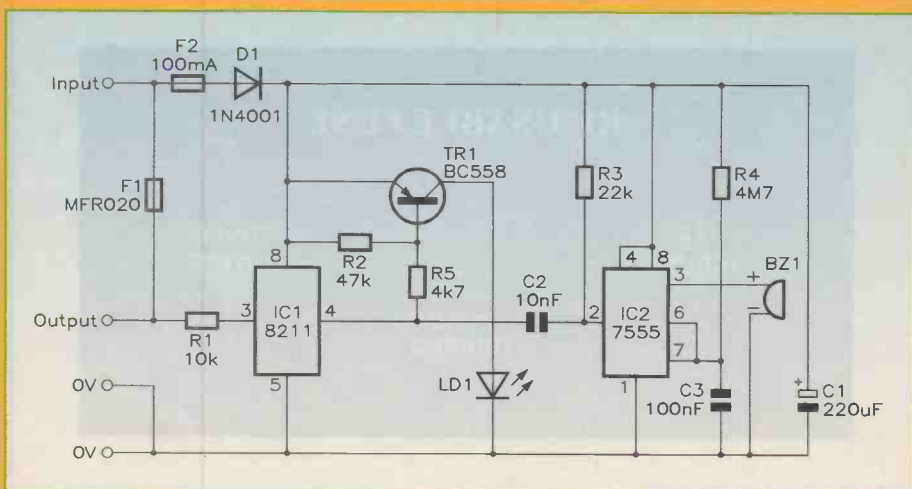 F2
100mA
D1
1N4001
Input
F1
MFR020
TR1
BC558
R3
22k
R4
4M7
R2
47k
R5
4k7
C2
10nF
8
4
8
3
+
BZ1
Output
R1
10k
3
IC1
8211
4
2
IC2
7555
6
7
5
1
LD1
C3
100nF
+
C1
220uF
0V
0V